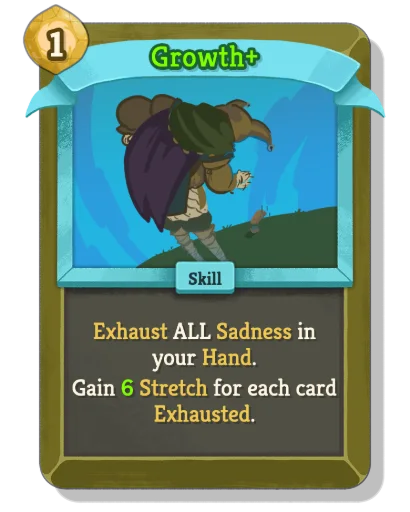 1
Growth+
Skill
Exhaust ALL Sadness in
your Hand.
Gain 6 Stretch for each card
Exhausted.